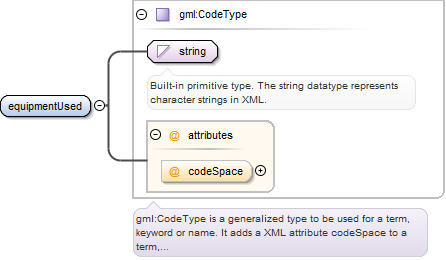 gml:CodeType
string
Built-in primitive type. The string datatype represents
character strings in XML.
equipmentUsed
@ attributes
@ codeSpace
gml:CodeType is a generalized type to be used for a term,
keyword or name. It adds a XML attribute codeSpace to a
term,...